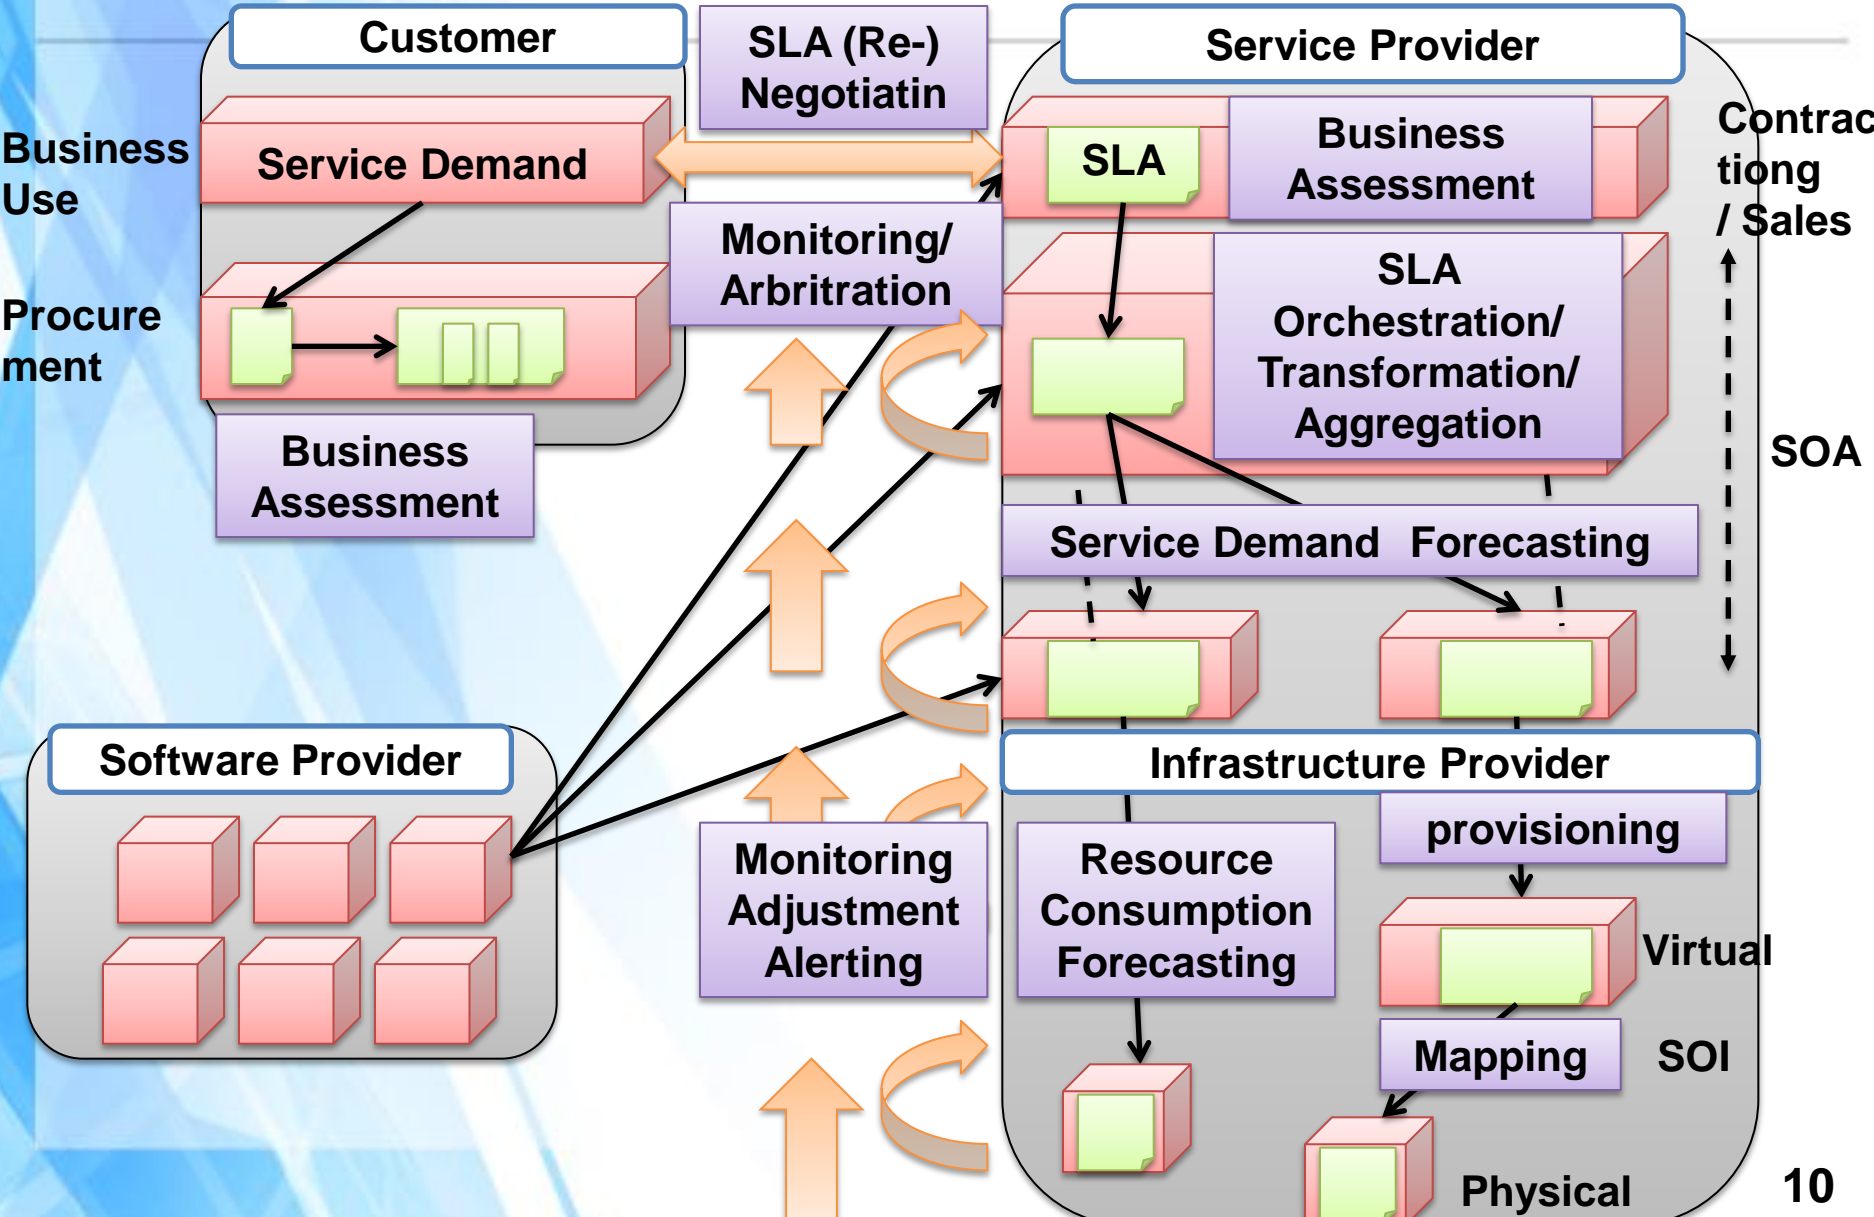 Customer
SLA (Re-)
Negotiatin
Service Provider
Business
Use
Service Demand
SLA
Business
Assessment
Contrac
tiong
/ Sales
Monitoring/
Arbritration
Procure
ment
SLA
Orchestration/
Transformation/
Aggregation
SOA
Business
Assessment
Service Demand Forecasting
Software Provider
Infrastructure Provider
Monitoring
Adjustment
Alerting
Resource
Consumption
Forecasting
provisioning
Virtual
Mapping
SOI
Physical
10